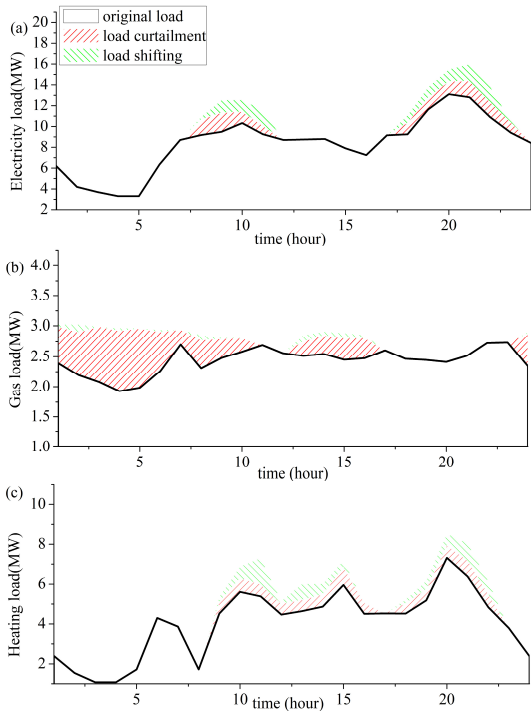 (a)
original load
load curtailment
load shifting
Electricity load(MW)
20
18
16
14
12
10
8
6
4
2
5
10
15
20
time (hour)
(b)
Gas load(MW)
4.0
3.5
3.0
2.5
2.0
1.5
1.0
5
10
15
20
time (hour)
(c)
Heating load(MW)
10
8
6
4
2
5
10
15
20
time (hour)